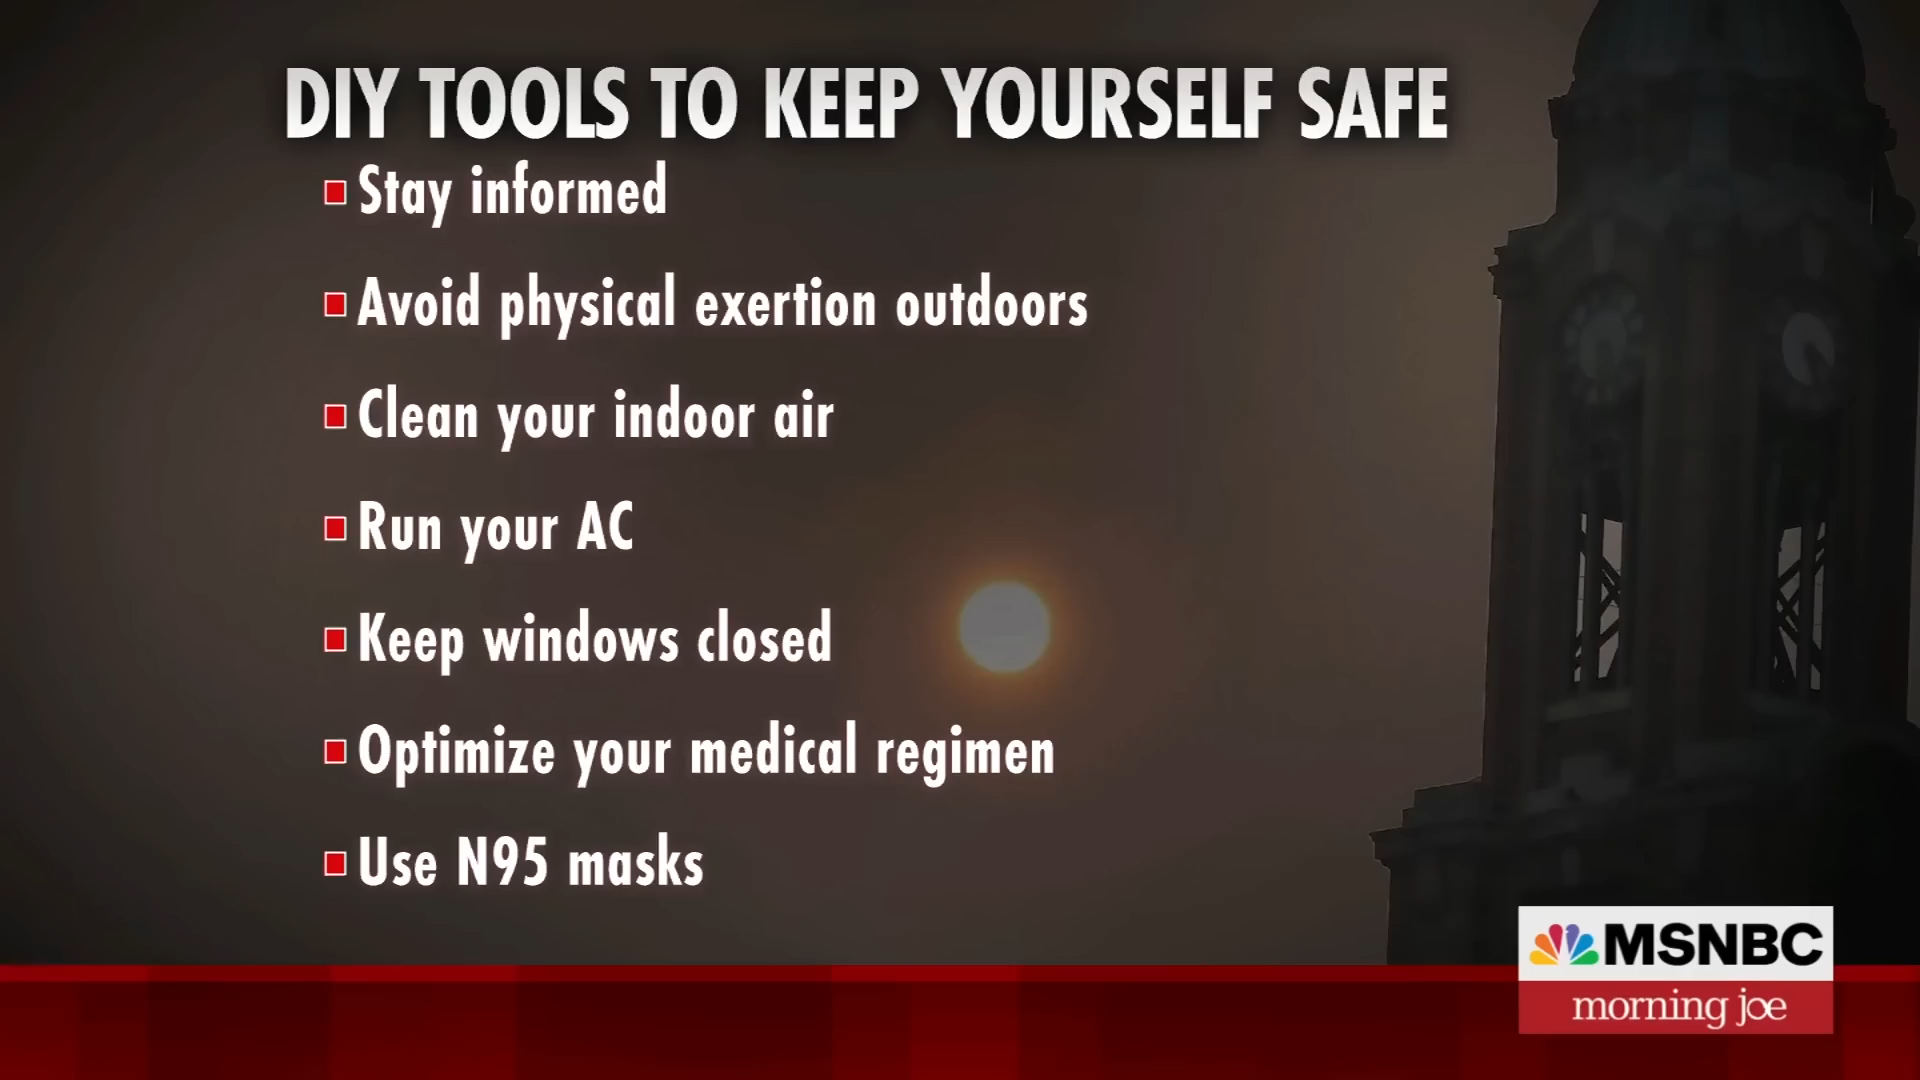 DIY TOOLS TO KEEP YOURSELF SAFE
Stay informed
Avoid physical exertion outdoors
Clean your indoor air
Run your AC
Keep windows closed
Optimize your medical regimen
Use N95 masks
MSNBC
morning joe